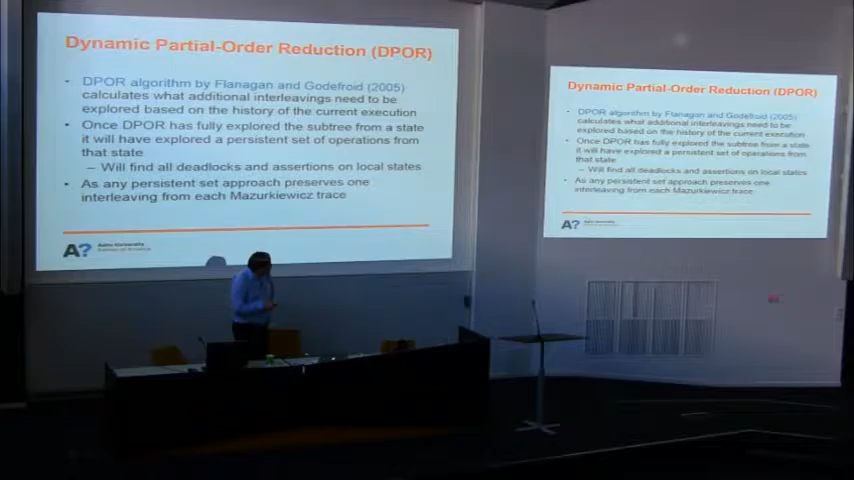 Dynamic Partial-Order Reduction (DPOR)
• DPOR algorithm by Flanagan and Godefroid (2005)
calculates what additional interleavings need to be
explored based on the history of the current execution
• Once DPOR has fully explored the subtree from a state
it will have explored a persistent set of operations from
that state
– Will find all deadlocks and assertions on local states
• As any persistent set approach preserves one
interleaving from each Mazurkiewicz trace
A?
Aalto University
Dynamic Partial-Order Reduction (DPOR)
• DPOR algorithm by Flanagan and Godefroid (2005)
calculates what additional interleavings need to be
explored based on the history of the current execution
• Once DPOR has fully explored the subtree from a state
it will have explored a persistent set of operations from
that state
– Will find all deadlocks and assertions on local states
• As any persistent set approach preserves one
interleaving from each Mazurkiewicz trace
A?